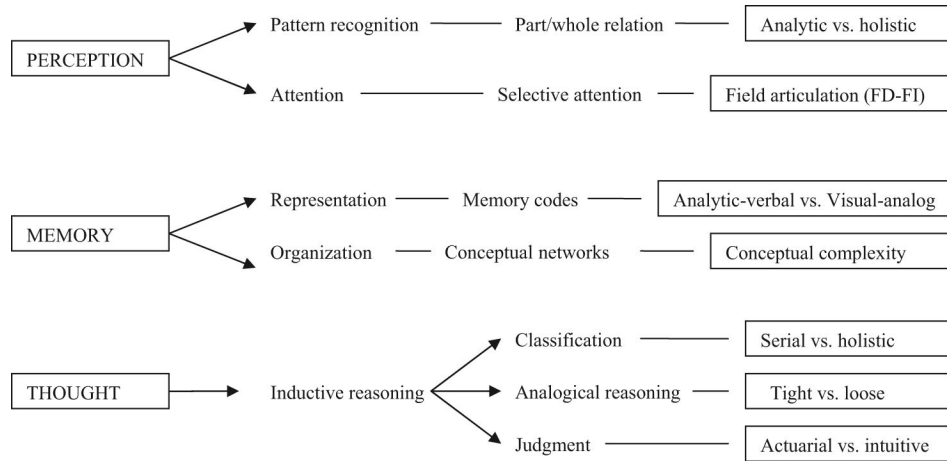 Pattern recognition Part/whole relation Analytic vs. holistic
PERCEPTION
Attention Selective attention Field articulation (FD-FI)
Representation Memory codes Analytic-verbal vs. Visual-analog
MEMORY
Organization Conceptual networks Conceptual complexity
Classification Serial vs. holistic
THOUGHT Inductive reasoning Analogical reasoning Tight vs. loose
Judgment Actuarial vs. intuitive